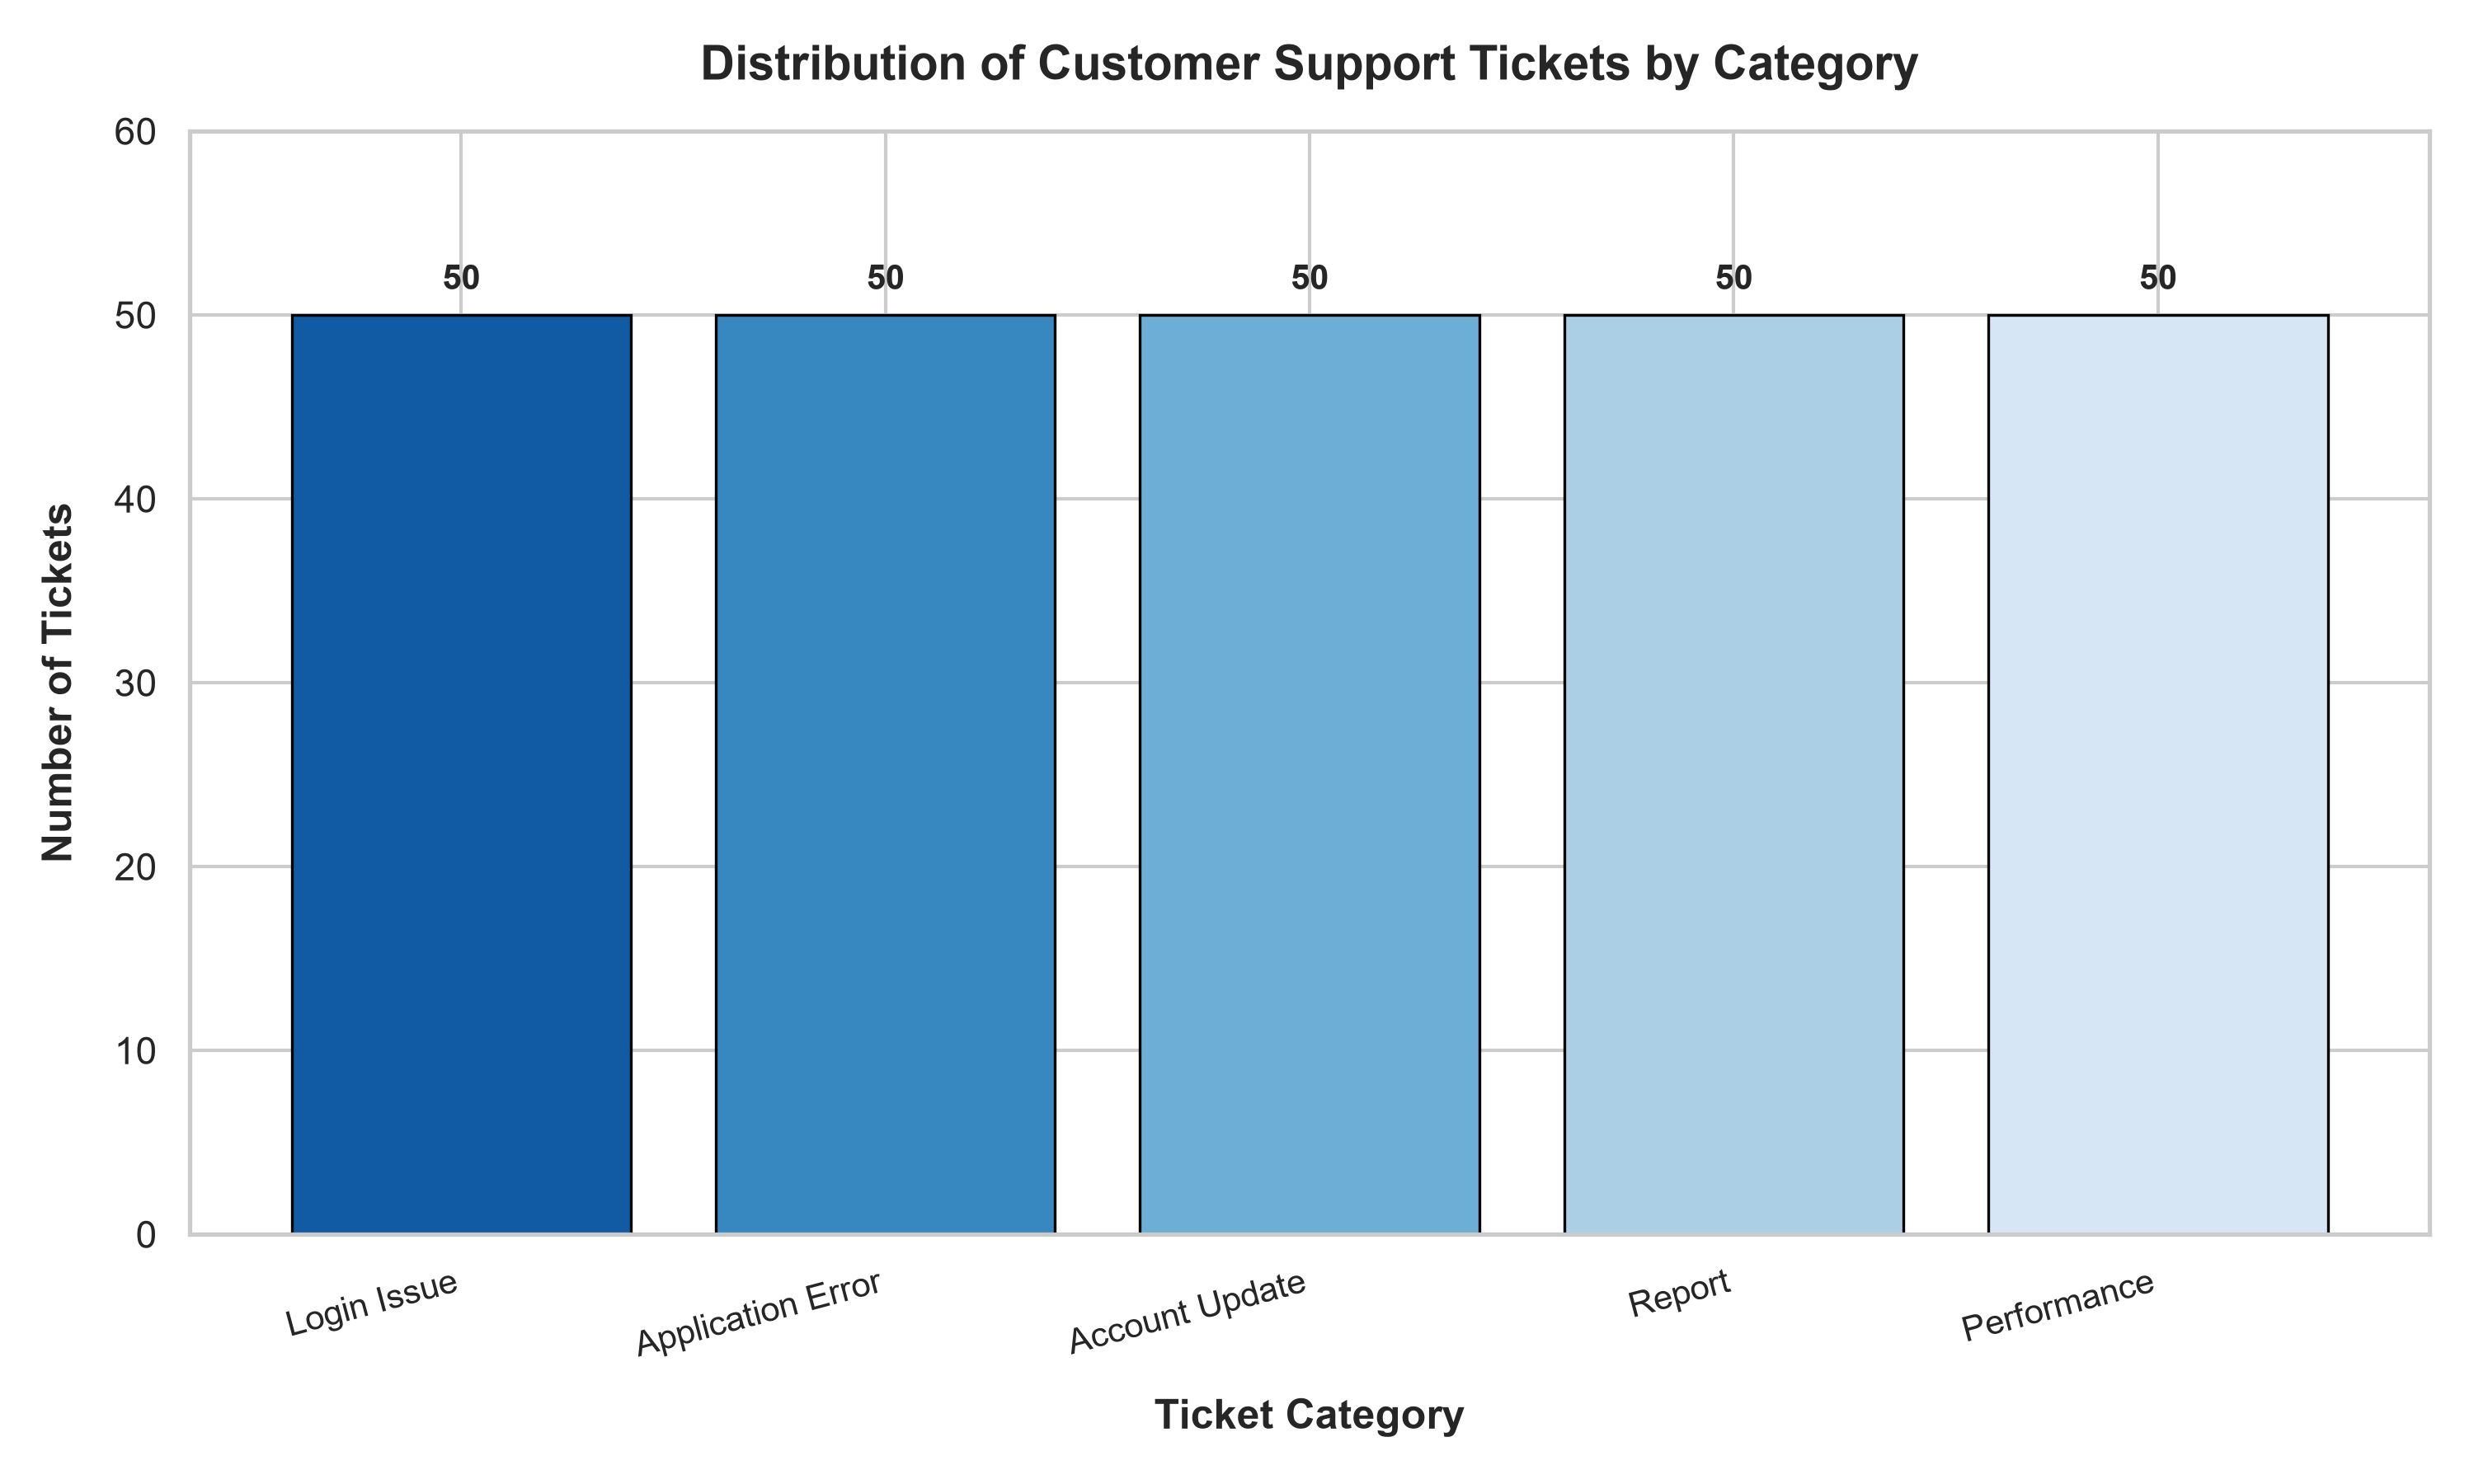 Distribution of Customer Support Tickets by Category
60
50
40
30
20
10
0
Number of Tickets
50 50 50 50 50
Login Issue Application Error Account Update Report Performance
Ticket Category